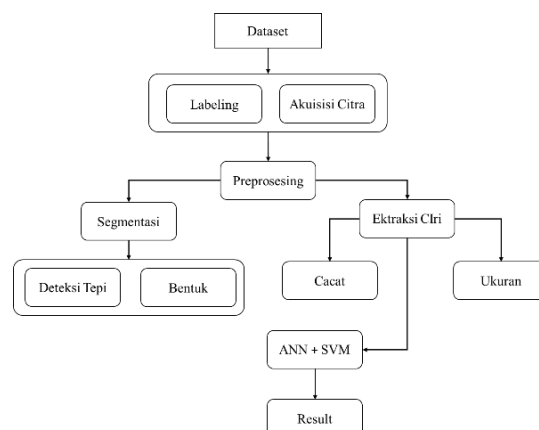 Dataset
Labeling
Akuisisi Citra
Preprosesing
Segmentasi
Ektraksi CIri
Deteksi Tepi
Bentuk
Cacat
Ukuran
ANN + SVM
Result